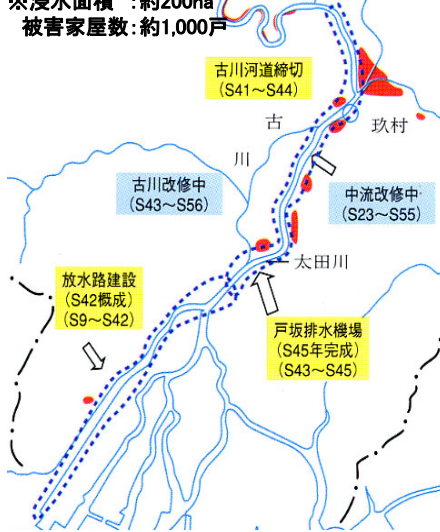 ※浸水面積 ：約200ha
被害家屋数：約1,000戸
古川河道締切
（S41～S44）
古
川
玖村
古川改修中
（S43～S56）
中流改修中
（S23～S55）
太田川
放水路建設
（S42概成）
（S9～S42）
戸坂排水機場
（S45年完成）
（S43～S45）